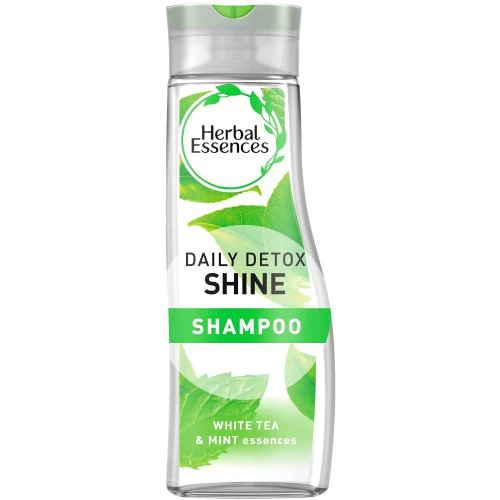 Herbal
Essences
DAILY DETOX
SHINE
SHAMPOO
WHITE TEA
& MINT essences